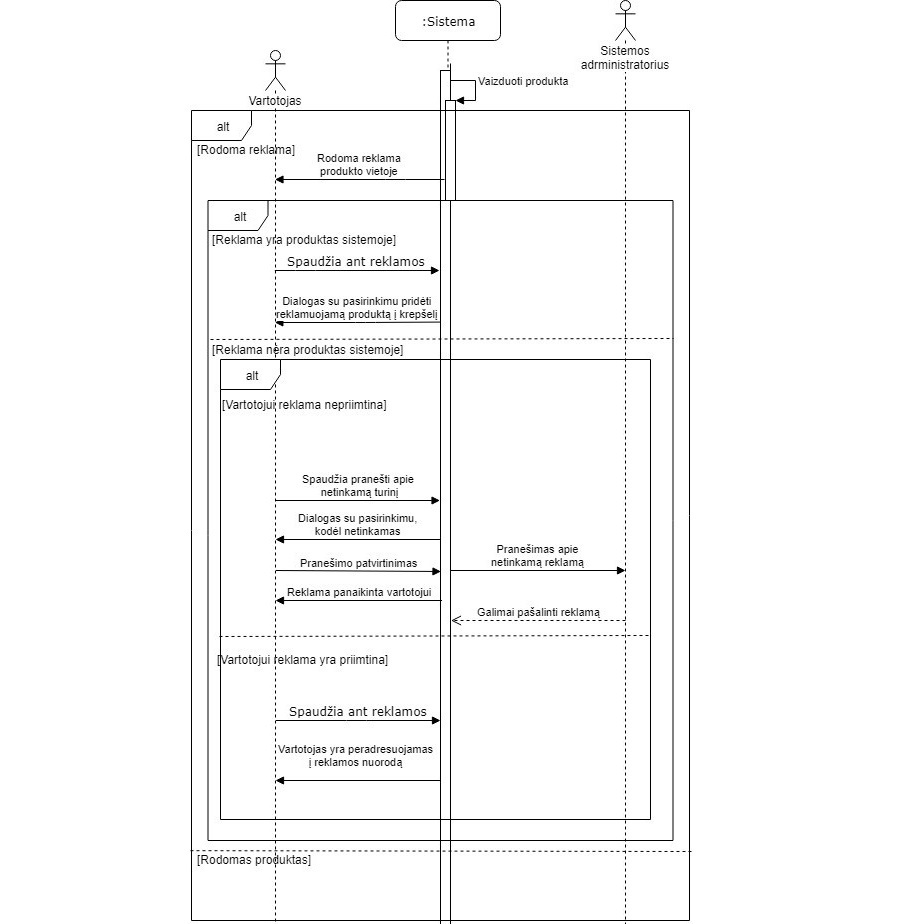 :Sistema
Sistemos
adrministratorius
Vartotojas
Vaizduoti produkta
alt
[Rodoma reklama]
Rodoma reklama
produkto vietoje
alt
[Reklama yra produktas sistemoje]
Spaudžia ant reklamos
Dialogas su pasirinkimu pridėti
reklamuojamą produktą į krepšelį
[Reklama nėra produktas sistemoje]
alt
[Vartotojui reklama nepriimtina]
Spaudžia pranešti apie
netinkamą turinį
Dialogas su pasirinkimu,
kodėl netinkamas
Pranešimo patvirtinimas
Pranešimas apie
netinkamą reklamą
Reklama panaikinta vartotojui
Galimai pašalinti reklamą
[Vartotojui reklama yra priimtina]
Spaudžia ant reklamos
Vartotojas yra peradresuojamas
į reklamos nuorodą
[Rodomas produktas]